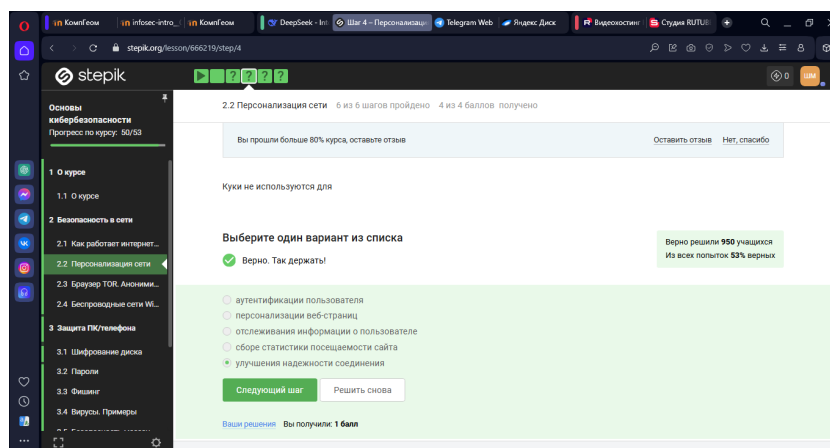 КомпГеом
infosec-intro_
КомпГеом
DeepSeek - Int
Шаг 4 – Персонализаци
Telegram Web
Яндекс Диск
Видеохостинг
Студия RUTUB
stepik.org/lesson/666219/step/4
stepik
? ? ? ?
0
ШМ
Основы кибербезопасности
Прогресс по курсу: 50/53
2.2 Персонализация сети 6 из 6 шагов пройдено 4 из 4 баллов получено
Вы прошли больше 80% курса, оставьте отзыв
Оставить отзыв Нет, спасибо
1 О курсе
1.1 О курсе
2 Безопасность в сети
2.1 Как работает интернет...
2.2 Персонализация сети
2.3 Браузер TOR. Аноними...
2.4 Беспроводные сети Wi...
3 Защита ПК/телефона
3.1 Шифрование диска
3.2 Пароли
3.3 Фишинг
3.4 Вирусы. Примеры
Куки не используются для
Выберите один вариант из списка
Верно. Так держать!
Верно решили 950 учащихся
Из всех попыток 53% верных
аутентификации пользователя
персонализации веб-страниц
отслеживания информации о пользователе
сборе статистики посещаемости сайта
улучшения надежности соединения
Следующий шаг
Решить снова
Ваши решения Вы получили: 1 балл